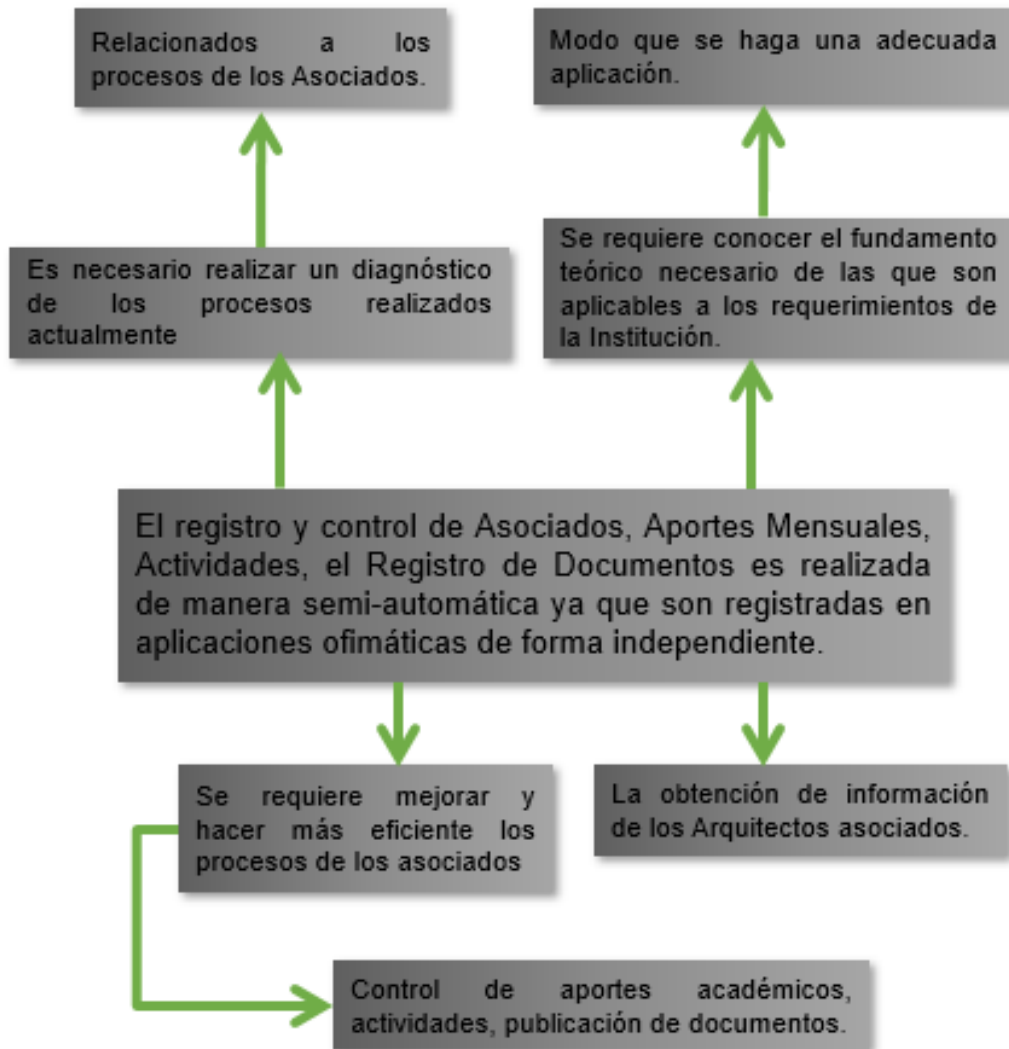 Relacionados a los
procesos de los Asociados.
Modo que se haga una adecuada
aplicación.
Es necesario realizar un diagnóstico
de los procesos realizados
actualmente
Se requiere conocer el fundamento
teórico necesario de las que son
aplicables a los requerimientos de
la Institución.
El registro y control de Asociados, Aportes Mensuales,
Actividades, el Registro de Documentos es realizada
de manera semi-automática ya que son registradas en
aplicaciones ofimáticas de forma independiente.
Se requiere mejorar y
hacer más eficiente los
procesos de los asociados
La obtención de información
de los Arquitectos asociados.
Control de aportes académicos,
actividades, publicación de documentos.